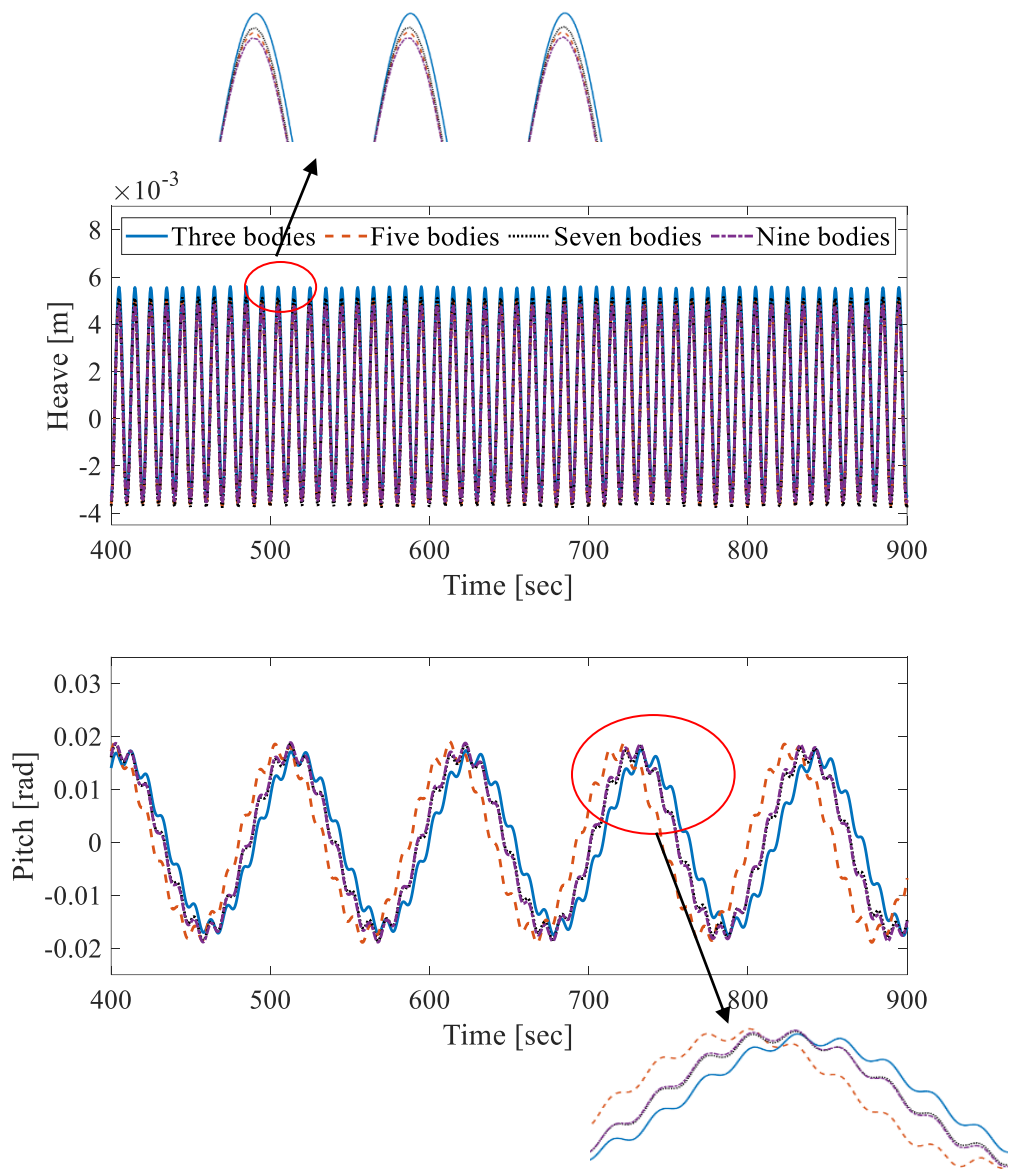 ×10-3
8
Three bodies Five bodies Seven bodies Nine bodies
6
4
2
0
-2
-4
Heave [m]
400 500 600 700 800 900
Time [sec]
0.03
0.02
0.01
0
-0.01
-0.02
Pitch [rad]
400 500 600 700 800 900
Time [sec]